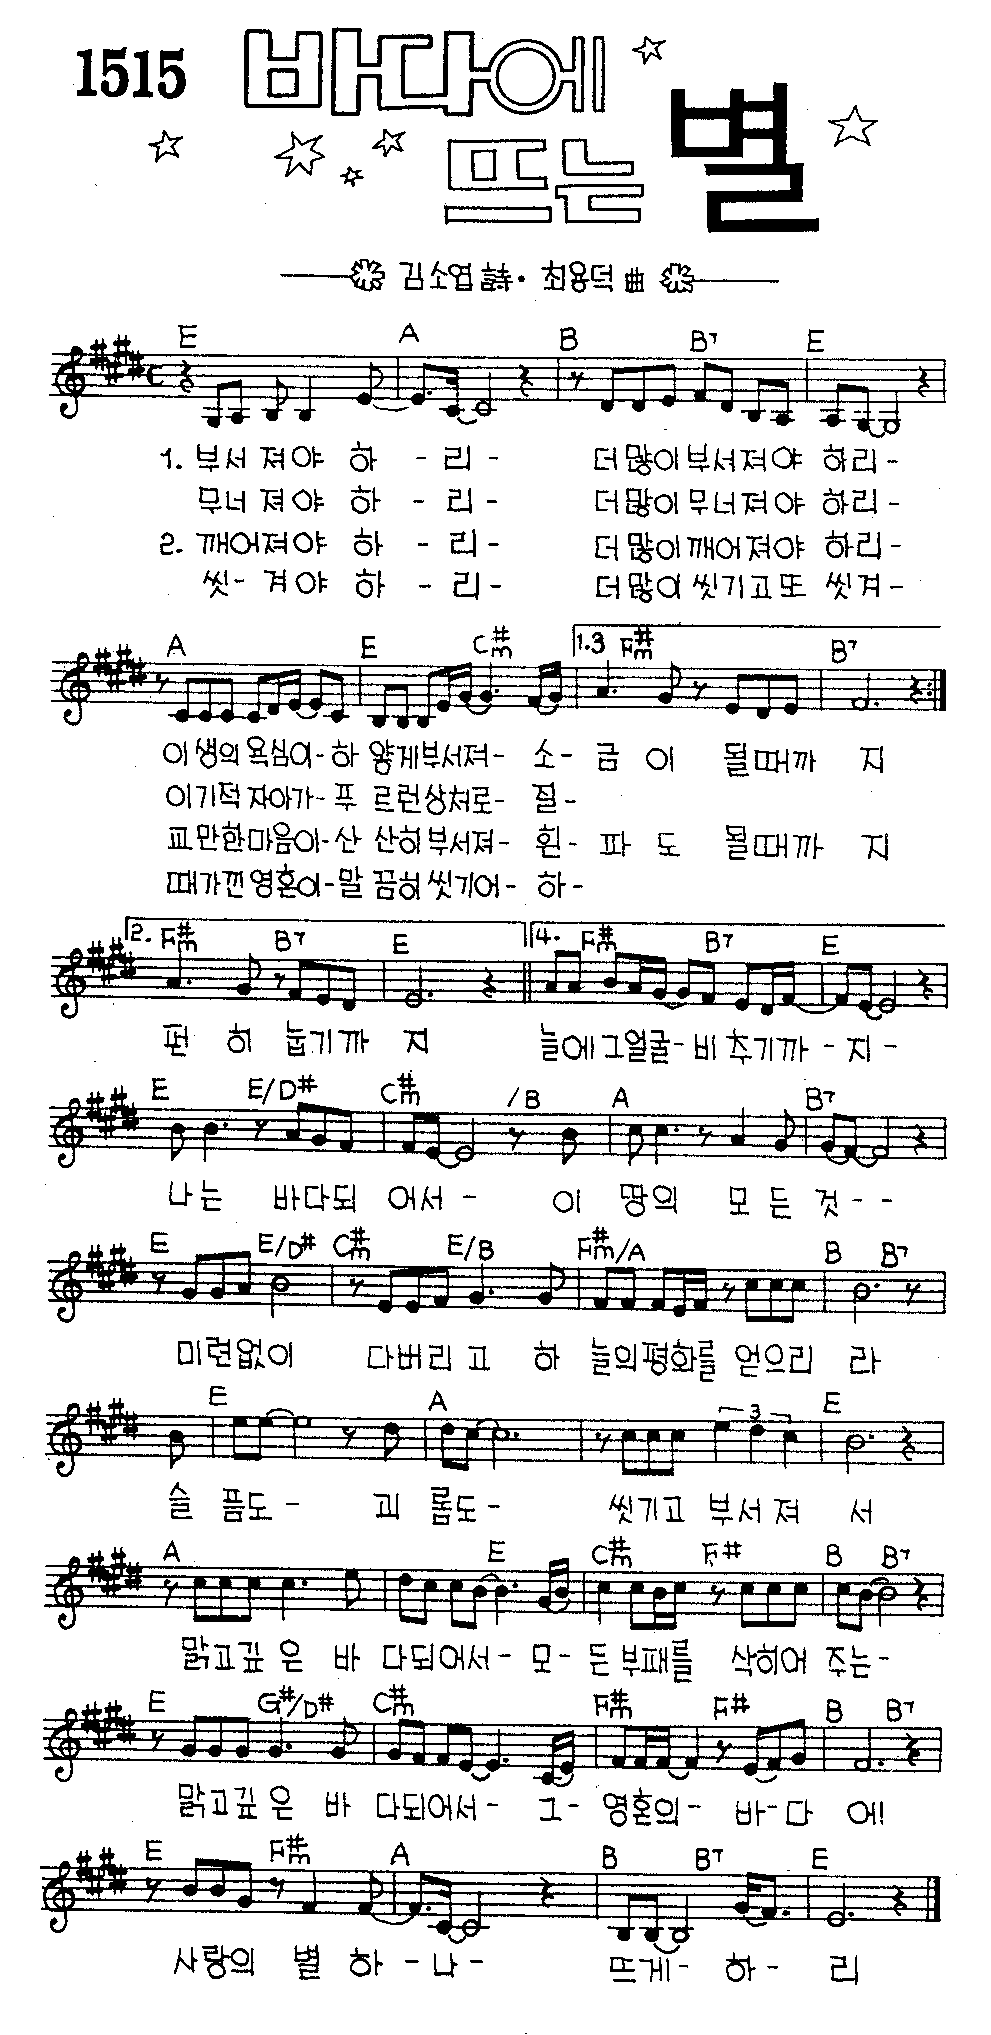 1515
바다에
뜨는 별
김소엽 詩 · 최용덕 曲
E A B B7 E
1. 부서 져야 하 - 리 - 더 많이 부서져야 하리 -
무너 져야 하 - 리 - 더 많이 무너져야 하리 -
2. 깨어져야 하 - 리 - 더 많이 깨어져야 하리 -
씻 - 겨야 하 - 리 - 더 많이 씻기고 또 씻겨 -
A E C#m 1.3 F#m B7
이 생의 욕심이 - 하 얗게 부서져 - 소 - 금 이 될때까 지
이기적 자아가 - 푸 르런 상처로 - 절 -
교만한 마음이 - 산 산히 부서져 - 흰 - 파 도 될때까 지
때가낀 영혼이 - 말 끔히 씻기어 - 하 -
2. F#m B7 E 4. F#m B7 E
편 히 눕기까 지 늘에 그얼굴 - 비 추기까 - 지 -
E E/D# C#m /B A B7
나는 바다되 어서 - 이 땅의 모 든 것 - -
E E/D# C#m E/B F#m/A B B7
미련없이 다버리고 하 늘의평화를 얻으리 라
E A 3 E
슬 픔도 - 괴 롬도 - 씻기고 부서져 서
A E C#m F# B B7
맑고깊 은 바 다되어서 - 모 - 든 부패를 삭히어 주는 -
E G#/D# C#m F#m F# B B7
맑고깊 은 바 다되어서 - 그 - 영혼의 - 바 - 다 에!
E F#m A B B7 E
사랑의 별 하 - 나 - 뜨게 - 하 - 리